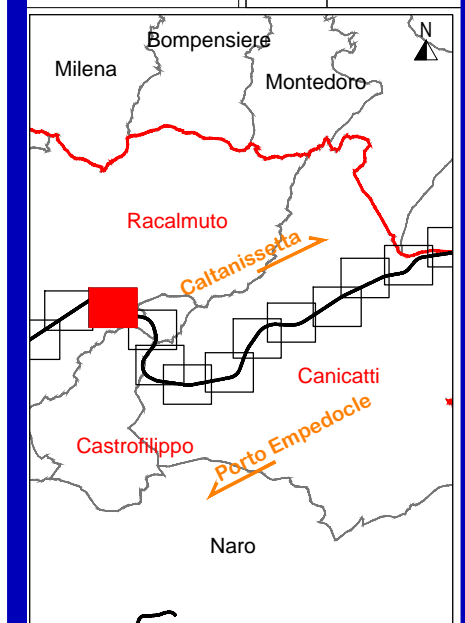 N
Bompensiere
Milena
Montedoro
Racalmuto
Caltanissetta
Canicatti
Castrofilippo
Porto Empedocle
Naro